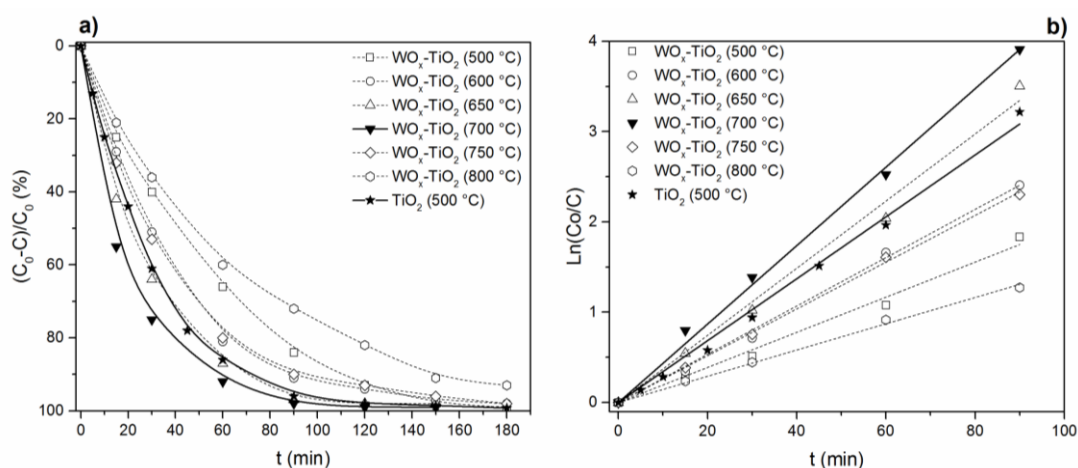 a)
(C₀-C)/C₀ (%)
0
20
40
60
80
100
WOₓ-TiO₂ (500 °C)
WOₓ-TiO₂ (600 °C)
WOₓ-TiO₂ (650 °C)
WOₓ-TiO₂ (700 °C)
WOₓ-TiO₂ (750 °C)
WOₓ-TiO₂ (800 °C)
TiO₂ (500 °C)
0 20 40 60 80 100 120 140 160 180
t (min)
b)
Ln(Co/C)
4
3
2
1
0
WOₓ-TiO₂ (500 °C)
WOₓ-TiO₂ (600 °C)
WOₓ-TiO₂ (650 °C)
WOₓ-TiO₂ (700 °C)
WOₓ-TiO₂ (750 °C)
WOₓ-TiO₂ (800 °C)
TiO₂ (500 °C)
0 20 40 60 80 100
t (min)